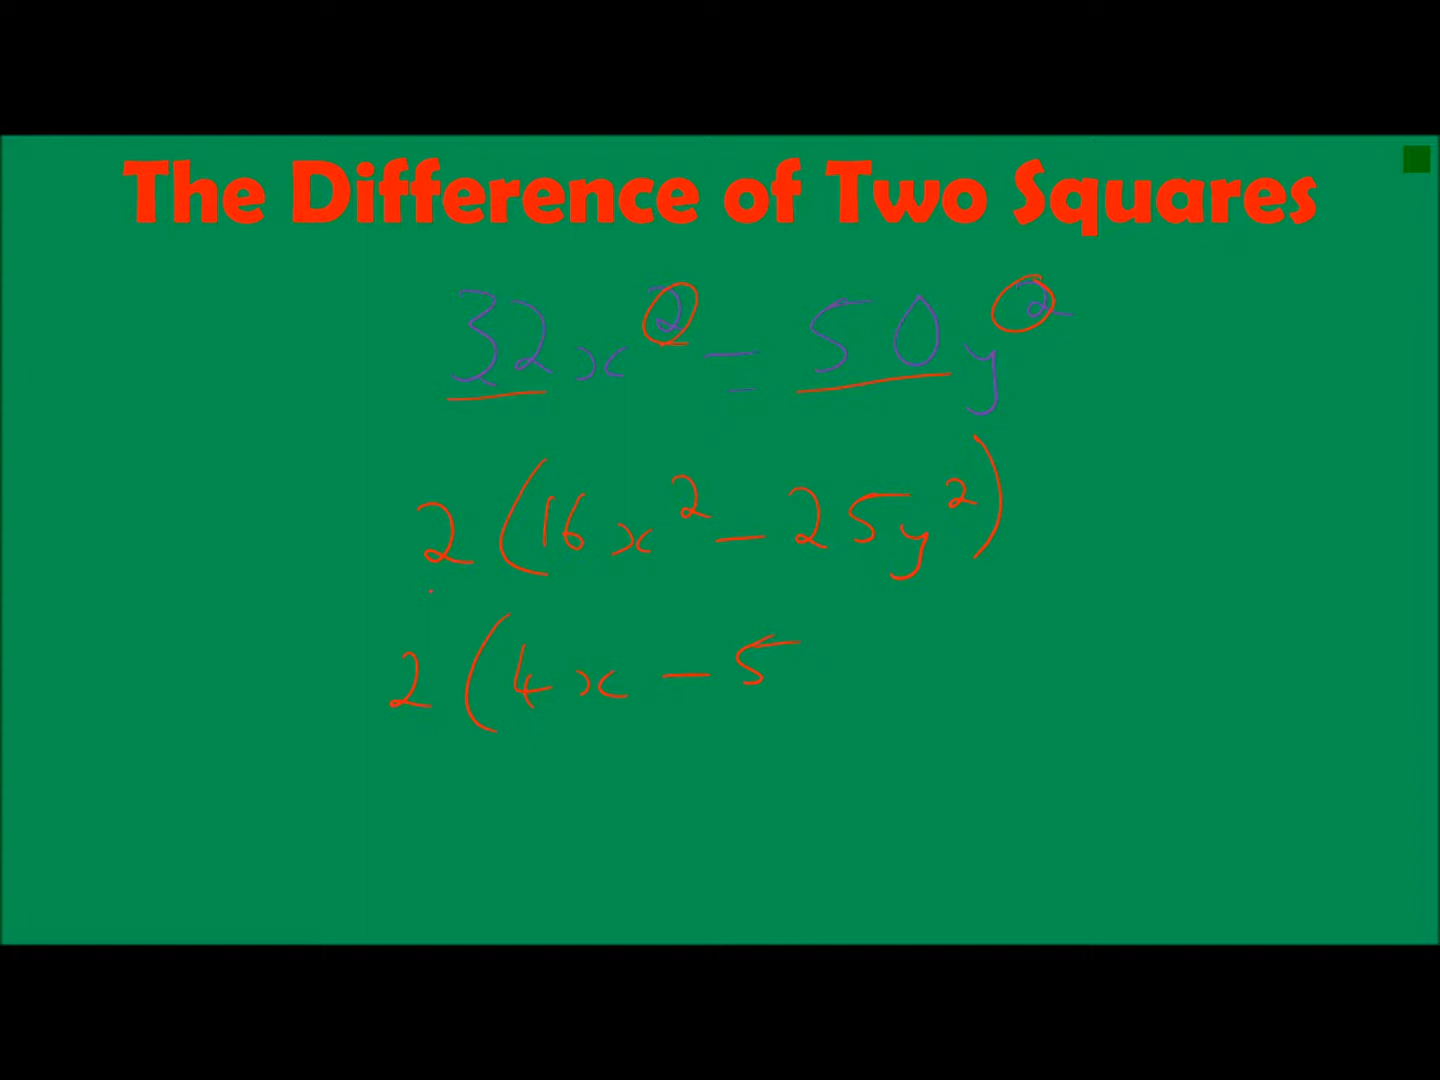 The Difference of Two Squares
32x² - 50y²
2(16x² - 25y²)
2(4x - 5